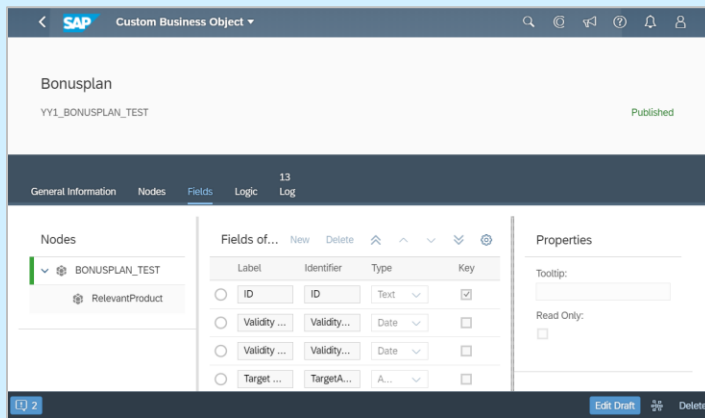 SAP Custom Business Object
Bonusplan
YY1_BONUSPLAN_TEST Published
13
General Information Nodes Fields Logic Log
Nodes Fields of... New Delete Properties
Label Identifier Type Key
BONUSPLAN_TEST
Tooltip:
ID ID Text
RelevantProduct
Validity ... Validity... Date
Read Only:
Validity ... Validity... Date
Target ... TargetA... A...
2 Edit Draft Delete